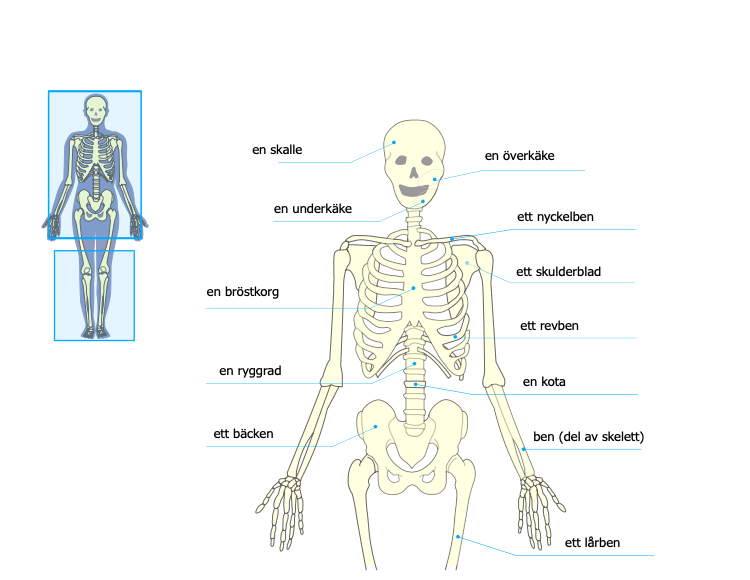 en skalle
en överkäke
en underkäke
ett nyckelben
ett skulderblad
en bröstkorg
ett revben
en ryggrad
en kota
ett bäcken
ben (del av skelett)
ett lårben